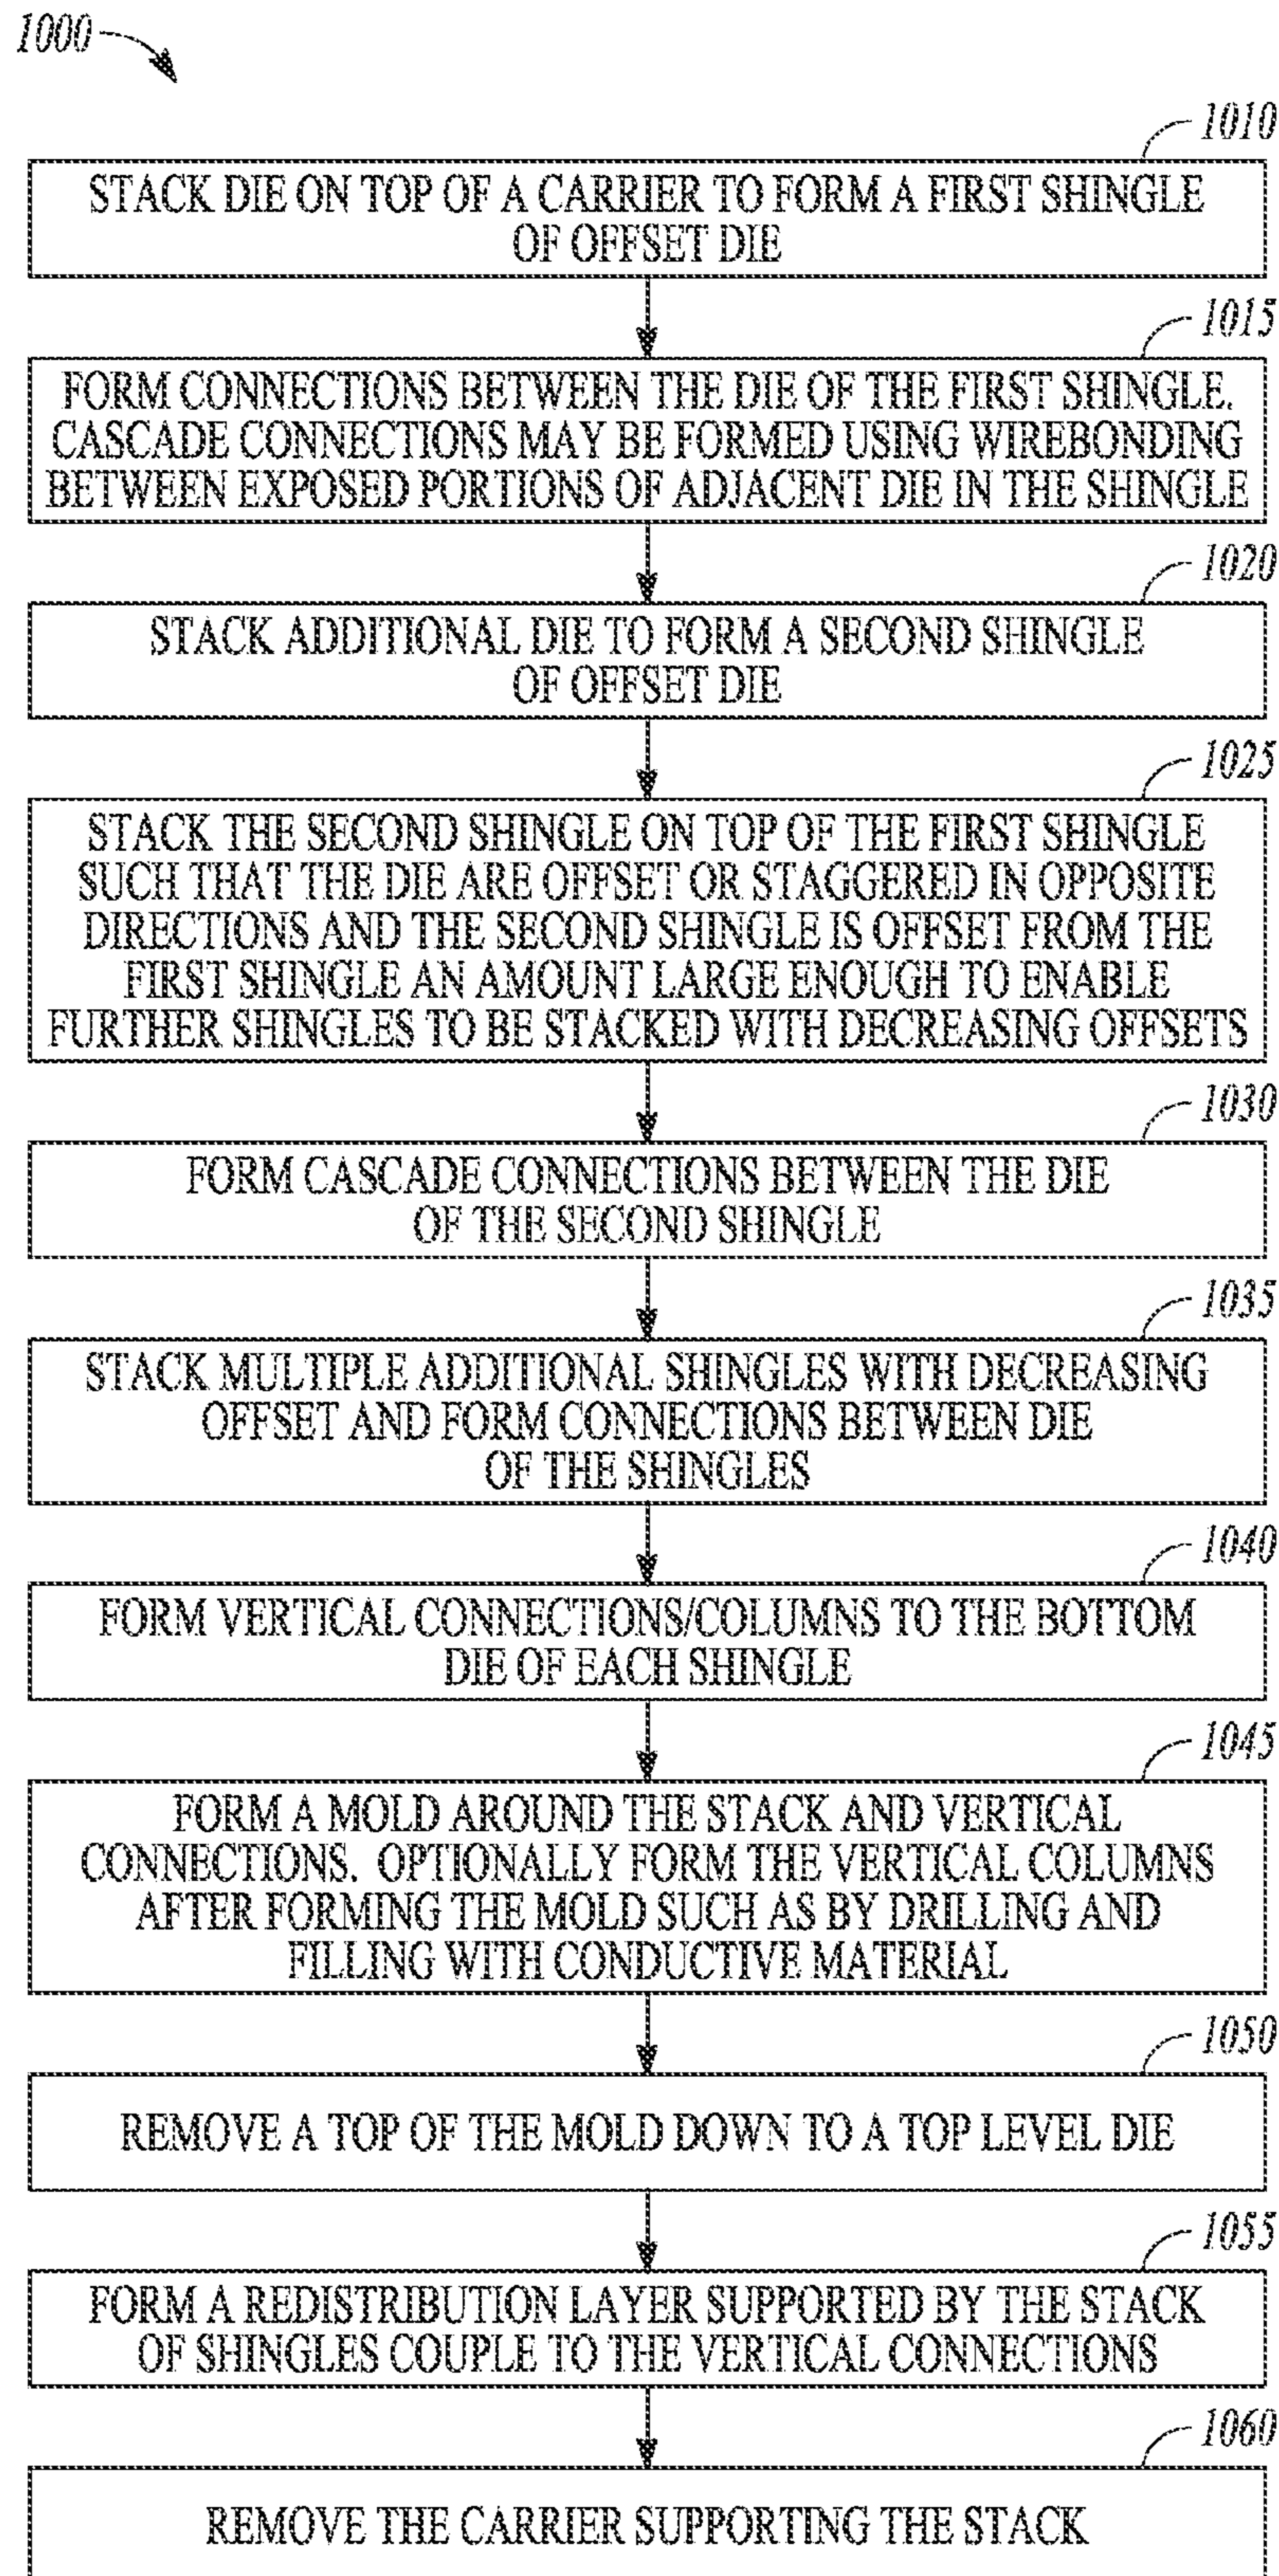 1000
1010
STACK DIE ON TOP OF A CARRIER TO FORM A FIRST SHINGLE
OF OFFSET DIE
1015
FORM CONNECTIONS BETWEEN THE DIE OF THE FIRST SHINGLE.
CASCADE CONNECTIONS MAY BE FORMED USING WIREBONDING
BETWEEN EXPOSED PORTIONS OF ADJACENT DIE IN THE SHINGLE
1020
STACK ADDITIONAL DIE TO FORM A SECOND SHINGLE
OF OFFSET DIE
1025
STACK THE SECOND SHINGLE ON TOP OF THE FIRST SHINGLE
SUCH THAT THE DIE ARE OFFSET OR STAGGERED IN OPPOSITE
DIRECTIONS AND THE SECOND SHINGLE IS OFFSET FROM THE
FIRST SHINGLE AN AMOUNT LARGE ENOUGH TO ENABLE
FURTHER SHINGLES TO BE STACKED WITH DECREASING OFFSETS
1030
FORM CASCADE CONNECTIONS BETWEEN THE DIE
OF THE SECOND SHINGLE
1035
STACK MULTIPLE ADDITIONAL SHINGLES WITH DECREASING
OFFSET AND FORM CONNECTIONS BETWEEN DIE
OF THE SHINGLES
1040
FORM VERTICAL CONNECTIONS/COLUMNS TO THE BOTTOM
DIE OF EACH SHINGLE
1045
FORM A MOLD AROUND THE STACK AND VERTICAL
CONNECTIONS. OPTIONALLY FORM THE VERTICAL COLUMNS
AFTER FORMING THE MOLD SUCH AS BY DRILLING AND
FILLING WITH CONDUCTIVE MATERIAL
1050
REMOVE A TOP OF THE MOLD DOWN TO A TOP LEVEL DIE
1055
FORM A REDISTRIBUTION LAYER SUPPORTED BY THE STACK
OF SHINGLES COUPLE TO THE VERTICAL CONNECTIONS
1060
REMOVE THE CARRIER SUPPORTING THE STACK